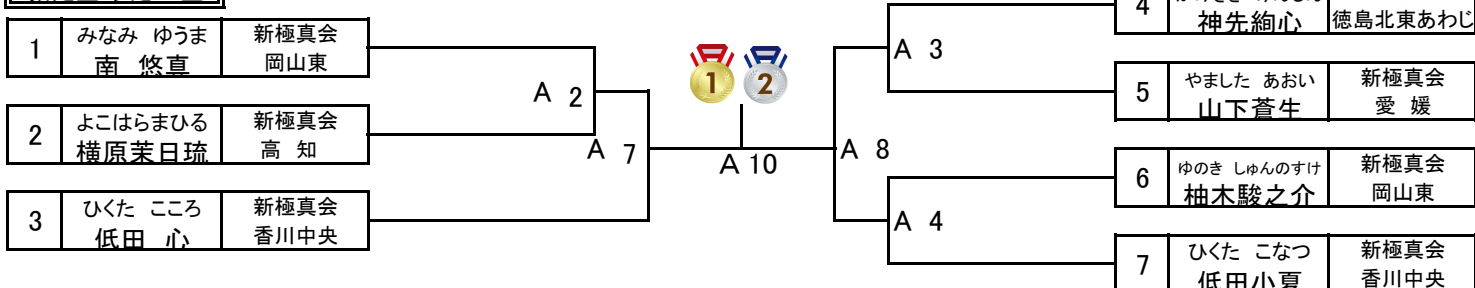 1
みなみ ゆうま
南 悠真
新極真会
岡山東
2
よこはらまひる
横原茉日琉
新極真会
高 知
3
ひくた こころ
低田 心
新極真会
香川中央
A 2
A 7
1
2
A 10
A 3
A 8
A 4
4
神先絢心
徳島北東あわじ
5
やました あおい
山下蒼生
新極真会
愛 媛
6
ゆのき しゅんのすけ
柚木駿之介
新極真会
岡山東
7
ひくた こなつ
低田小夏
新極真会
香川中央